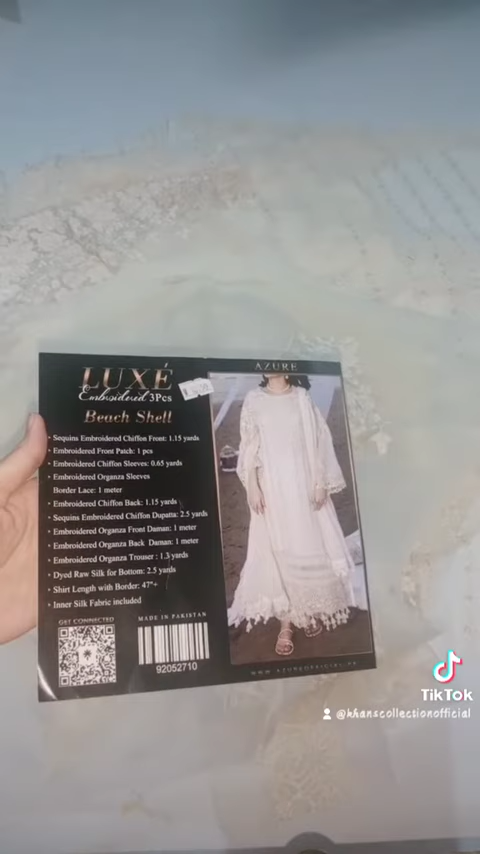 LUXÉ
Embroidered 3Pcs
Beach Shell
• Sequins Embroidered Chiffon Front: 1.15 yards
• Embroidered Front Patch: 1 pcs
• Embroidered Chiffon Sleeves: 0.65 yards
• Embroidered Organza Sleeves
Border Lace: 1 meter
• Embroidered Chiffon Back: 1.15 yards
• Sequins Embroidered Chiffon Dupatta: 2.5 yards
• Embroidered Organza Front Daman: 1 meter
• Embroidered Organza Back Daman: 1 meter
• Embroidered Organza Trouser : 1.3 yards
• Dyed Raw Silk for Bottom: 2.5 yards
• Shirt Length with Border: 47"+
• Inner Silk Fabric included
GET CONNECTED
MADE IN PAKISTAN
92052710
AZURE
WWW.AZUREOFFICIAL.PK
TikTok
@khanscollectionofficial